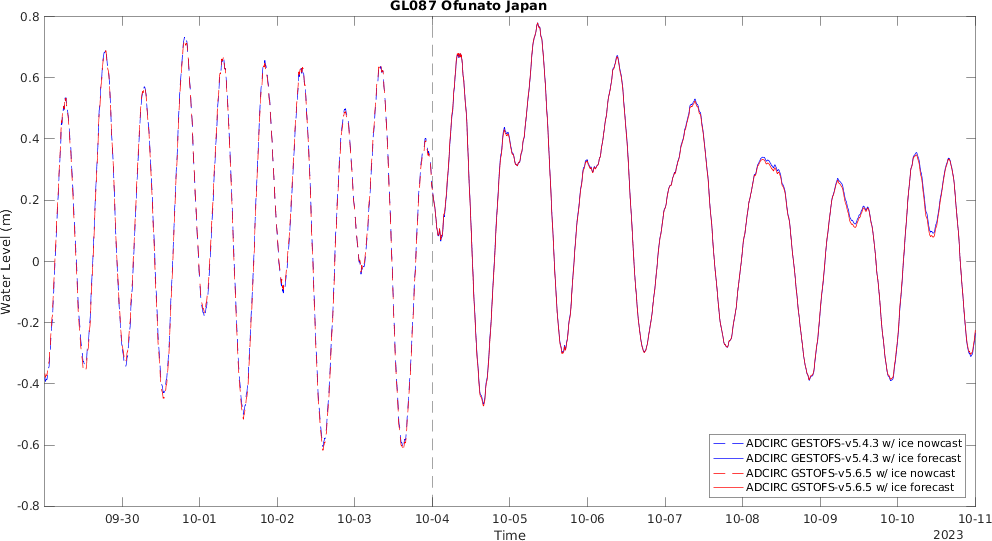 GL087 Ofunato Japan
Water Level (m)
0.8
0.6
0.4
0.2
0
-0.2
-0.4
-0.6
-0.8
ADCIRC GESTOFS-v5.4.3 w/ ice nowcast
ADCIRC GESTOFS-v5.4.3 w/ ice forecast
ADCIRC GSTOFS-v5.6.5 w/ ice nowcast
ADCIRC GSTOFS-v5.6.5 w/ ice forecast
09-30 10-01 10-02 10-03 10-04 10-05 10-06 10-07 10-08 10-09 10-10 10-11
Time
2023